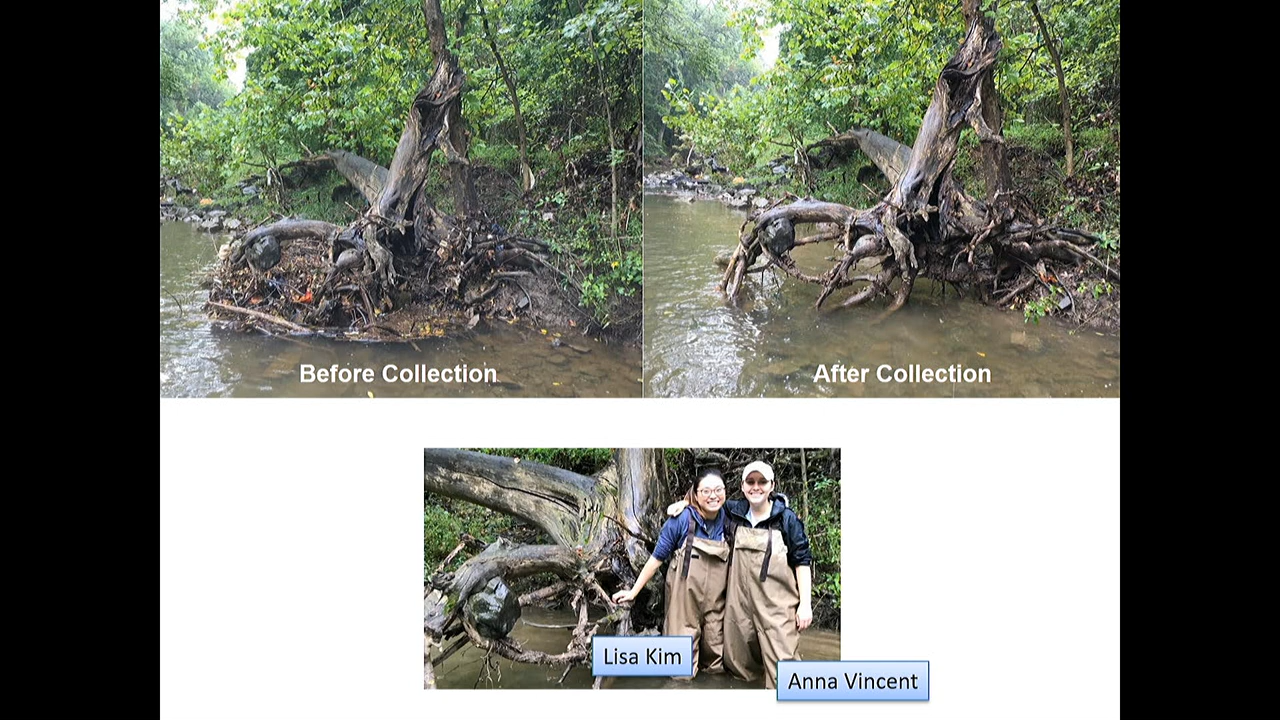 Before Collection
After Collection
Lisa Kim
Anna Vincent